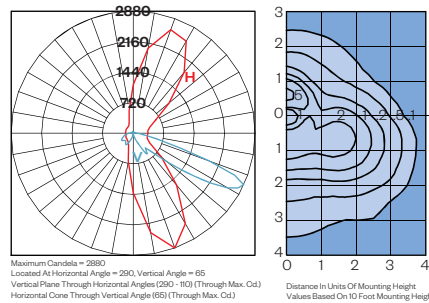 2880
2160
1440
720
H
V
3
2
1
0
1
2
3
4
5
2 1 .2 .5 .1
0 1 2 3 4
Maximum Candela = 2880
Located At Horizontal Angle = 290, Vertical Angle = 65
Vertical Plane Through Horizontal Angles (290 - 110) (Through Max. Cd.)
Horizontal Cone Through Vertical Angle (65) (Through Max. Cd.)
Distance In Units Of Mounting Height
Values Based On 10 Foot Mounting